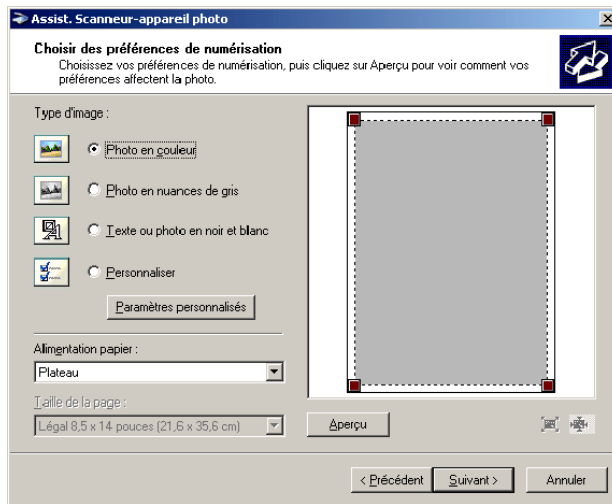 Assist. Scanneur-appareil photo
Choisir des préférences de numérisation
Choisissez vos préférences de numérisation, puis cliquez sur Aperçu pour voir comment vos
préférences affectent la photo.
Type d'image :
Photo en couleur
Photo en nuances de gris
Texte ou photo en noir et blanc
Personnaliser
Paramètres personnalisés
Alimentation papier :
Plateau
Taille de la page :
Légal 8,5 x 14 pouces (21,6 x 35,6 cm)
Aperçu
< Précédent
Suivant >
Annuler